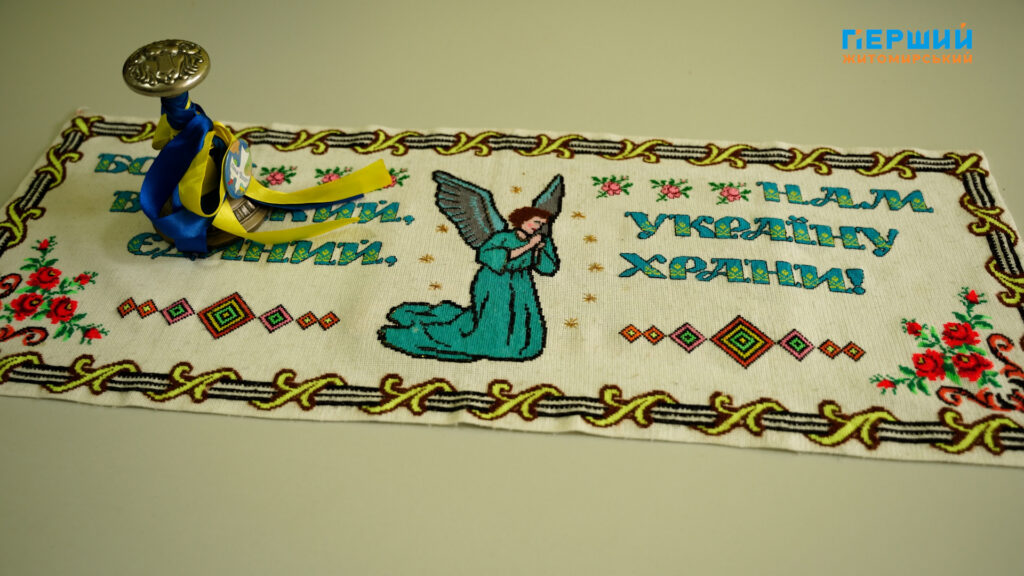 ПЕРШИЙ
ЖИТОМИРСЬКИЙ
ЄДИНИЙ,
НАМ
УКРАЇНУ
ХРАНИ!